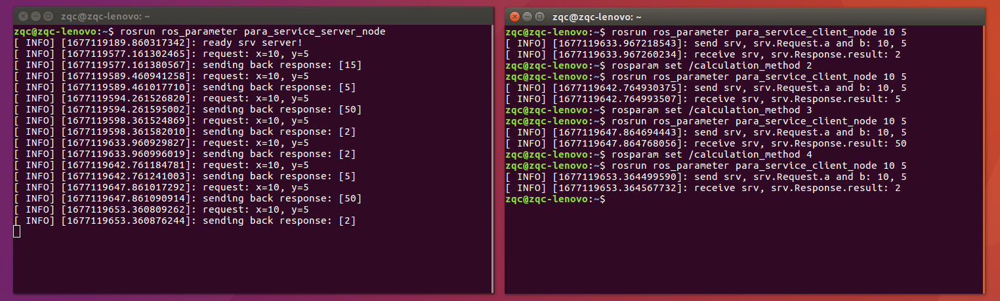 zqc@zqc-lenovo: ~
zqc@zqc-lenovo:~$ rosrun ros_parameter para_service_server_node
[ INFO] [1677119189.860317342]: ready srv server!
[ INFO] [1677119577.161302465]: request: x=10, y=5
[ INFO] [1677119577.161380567]: sending back response: [15]
[ INFO] [1677119589.460941258]: request: x=10, y=5
[ INFO] [1677119589.461017710]: sending back response: [5]
[ INFO] [1677119594.261526820]: request: x=10, y=5
[ INFO] [1677119594.261595002]: sending back response: [50]
[ INFO] [1677119598.361524869]: request: x=10, y=5
[ INFO] [1677119598.361582010]: sending back response: [2]
[ INFO] [1677119633.960929827]: request: x=10, y=5
[ INFO] [1677119633.960996019]: sending back response: [2]
[ INFO] [1677119642.761184781]: request: x=10, y=5
[ INFO] [1677119642.761241003]: sending back response: [5]
[ INFO] [1677119647.861017292]: request: x=10, y=5
[ INFO] [1677119647.861090914]: sending back response: [50]
[ INFO] [1677119653.360809262]: request: x=10, y=5
[ INFO] [1677119653.360876244]: sending back response: [2]
zqc@zqc-lenovo: ~
zqc@zqc-lenovo:~$ rosrun ros_parameter para_service_client_node 10 5
[ INFO] [1677119633.967218543]: send srv, srv.Request.a and b: 10, 5
[ INFO] [1677119633.967260234]: receive srv, srv.Response.result: 2
zqc@zqc-lenovo:~$ rosparam set /calculation_method 2
zqc@zqc-lenovo:~$ rosrun ros_parameter para_service_client_node 10 5
[ INFO] [1677119642.764930375]: send srv, srv.Request.a and b: 10, 5
[ INFO] [1677119642.764993507]: receive srv, srv.Response.result: 5
zqc@zqc-lenovo:~$ rosparam set /calculation_method 3
zqc@zqc-lenovo:~$ rosrun ros_parameter para_service_client_node 10 5
[ INFO] [1677119647.864694443]: send srv, srv.Request.a and b: 10, 5
[ INFO] [1677119647.864768056]: receive srv, srv.Response.result: 50
zqc@zqc-lenovo:~$ rosparam set /calculation_method 4
zqc@zqc-lenovo:~$ rosrun ros_parameter para_service_client_node 10 5
[ INFO] [1677119653.364499590]: send srv, srv.Request.a and b: 10, 5
[ INFO] [1677119653.364567732]: receive srv, srv.Response.result: 2
zqc@zqc-lenovo:~$